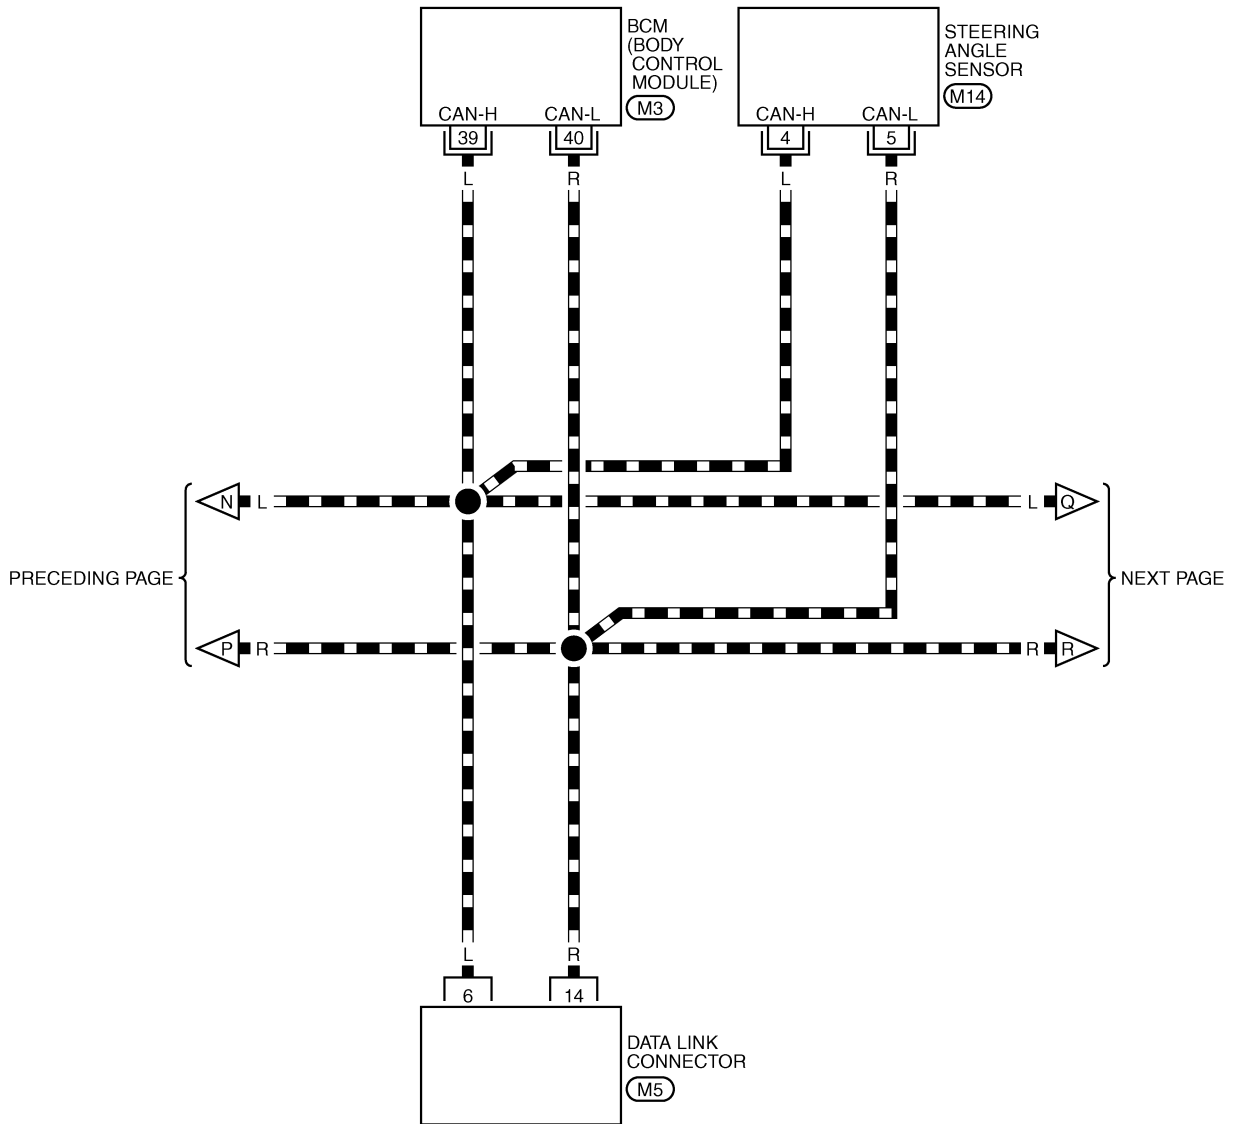 BCM
(BODY
CONTROL
MODULE)
M3
CAN-H
CAN-L
39
40
L
R
STEERING
ANGLE
SENSOR
M14
CAN-H
CAN-L
4
5
L
R
N
L
L
Q
PRECEDING PAGE
NEXT PAGE
P
R
R
R
L
R
6
14
DATA LINK
CONNECTOR
M5